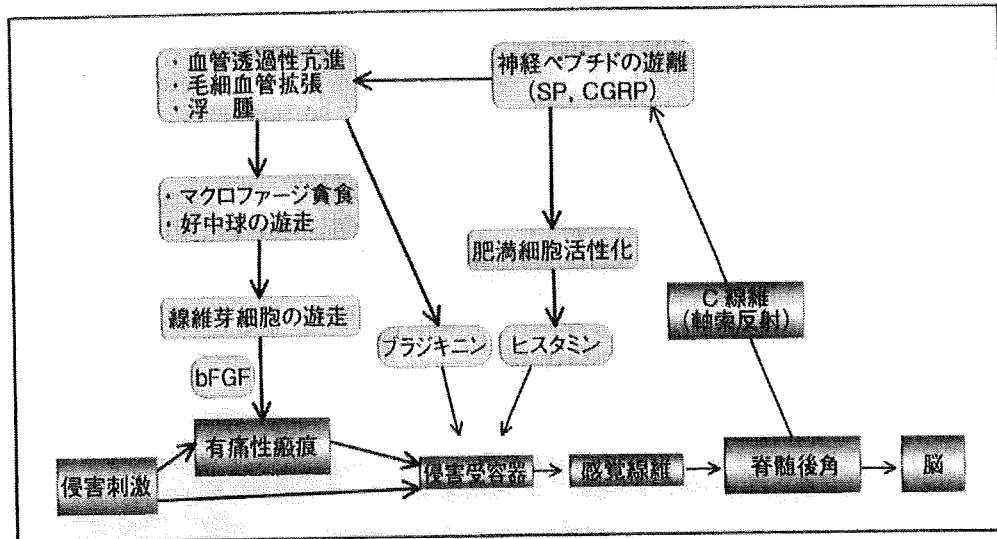 ・血管透過性亢進
・毛細血管拡張
・浮　腫
神経ペプチドの遊離
(SP, CGRP)
・マクロファージ貪食
・好中球の遊走
肥満細胞活性化
C 線維
(軸索反射)
線維芽細胞の遊走
ブラジキニン
ヒスタミン
bFGF
有痛性瘢痕
侵害刺激
侵害受容器
感覚線維
脊髄後角
脳